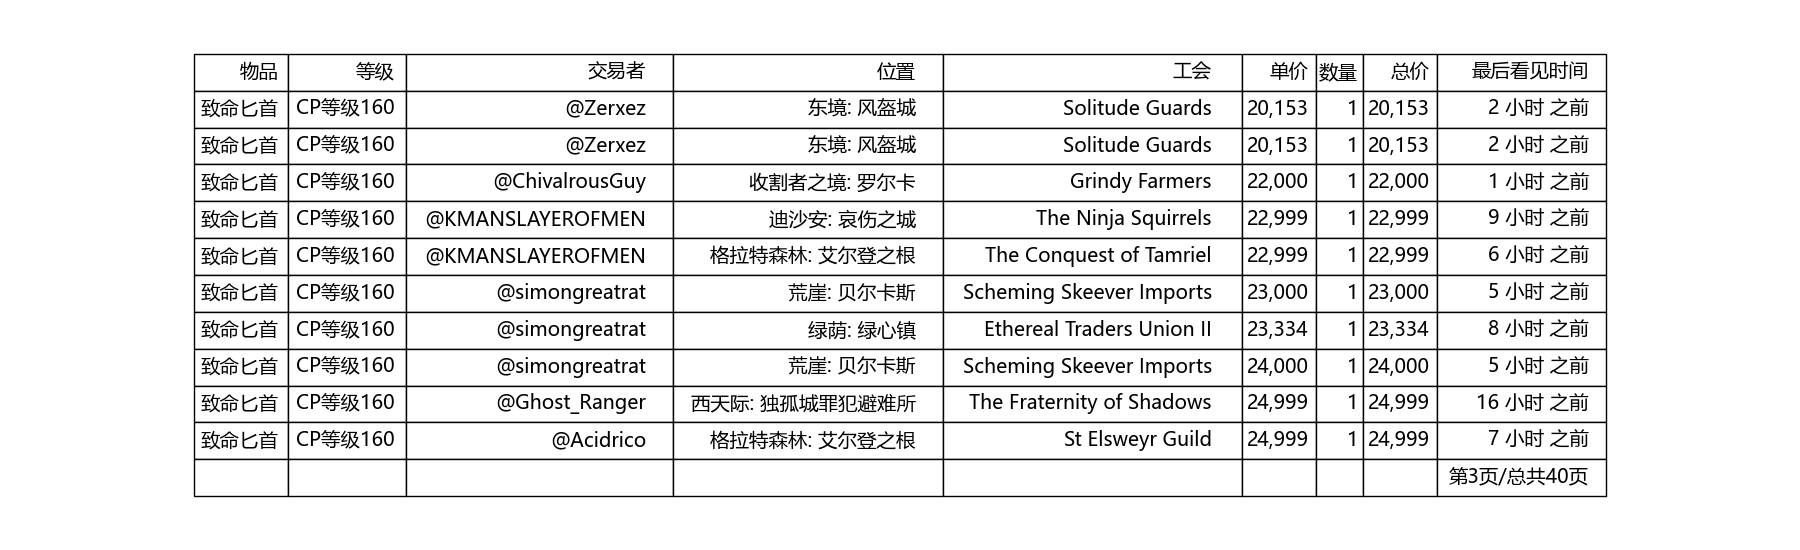 物品 等级 交易者 位置 工会 单价 数量 总价 最后看见时间
致命匕首 CP等级160 @Zerxez 东境: 风盔城 Solitude Guards 20,153 1 20,153 2 小时 之前
致命匕首 CP等级160 @Zerxez 东境: 风盔城 Solitude Guards 20,153 1 20,153 2 小时 之前
致命匕首 CP等级160 @ChivalrousGuy 收割者之境: 罗尔卡 Grindy Farmers 22,000 1 22,000 1 小时 之前
致命匕首 CP等级160 @KMANSLAYEROFMEN 迪沙安: 哀伤之城 The Ninja Squirrels 22,999 1 22,999 9 小时 之前
致命匕首 CP等级160 @KMANSLAYEROFMEN 格拉特森林: 艾尔登之根 The Conquest of Tamriel 22,999 1 22,999 6 小时 之前
致命匕首 CP等级160 @simongreatrat 荒崖: 贝尔卡斯 Scheming Skeever Imports 23,000 1 23,000 5 小时 之前
致命匕首 CP等级160 @simongreatrat 绿荫: 绿心镇 Ethereal Traders Union II 23,334 1 23,334 8 小时 之前
致命匕首 CP等级160 @simongreatrat 荒崖: 贝尔卡斯 Scheming Skeever Imports 24,000 1 24,000 5 小时 之前
致命匕首 CP等级160 @Ghost_Ranger 西天际: 独孤城罪犯避难所 The Fraternity of Shadows 24,999 1 24,999 16 小时 之前
致命匕首 CP等级160 @Acidrico 格拉特森林: 艾尔登之根 St Elsweyr Guild 24,999 1 24,999 7 小时 之前
第3页/总共40页